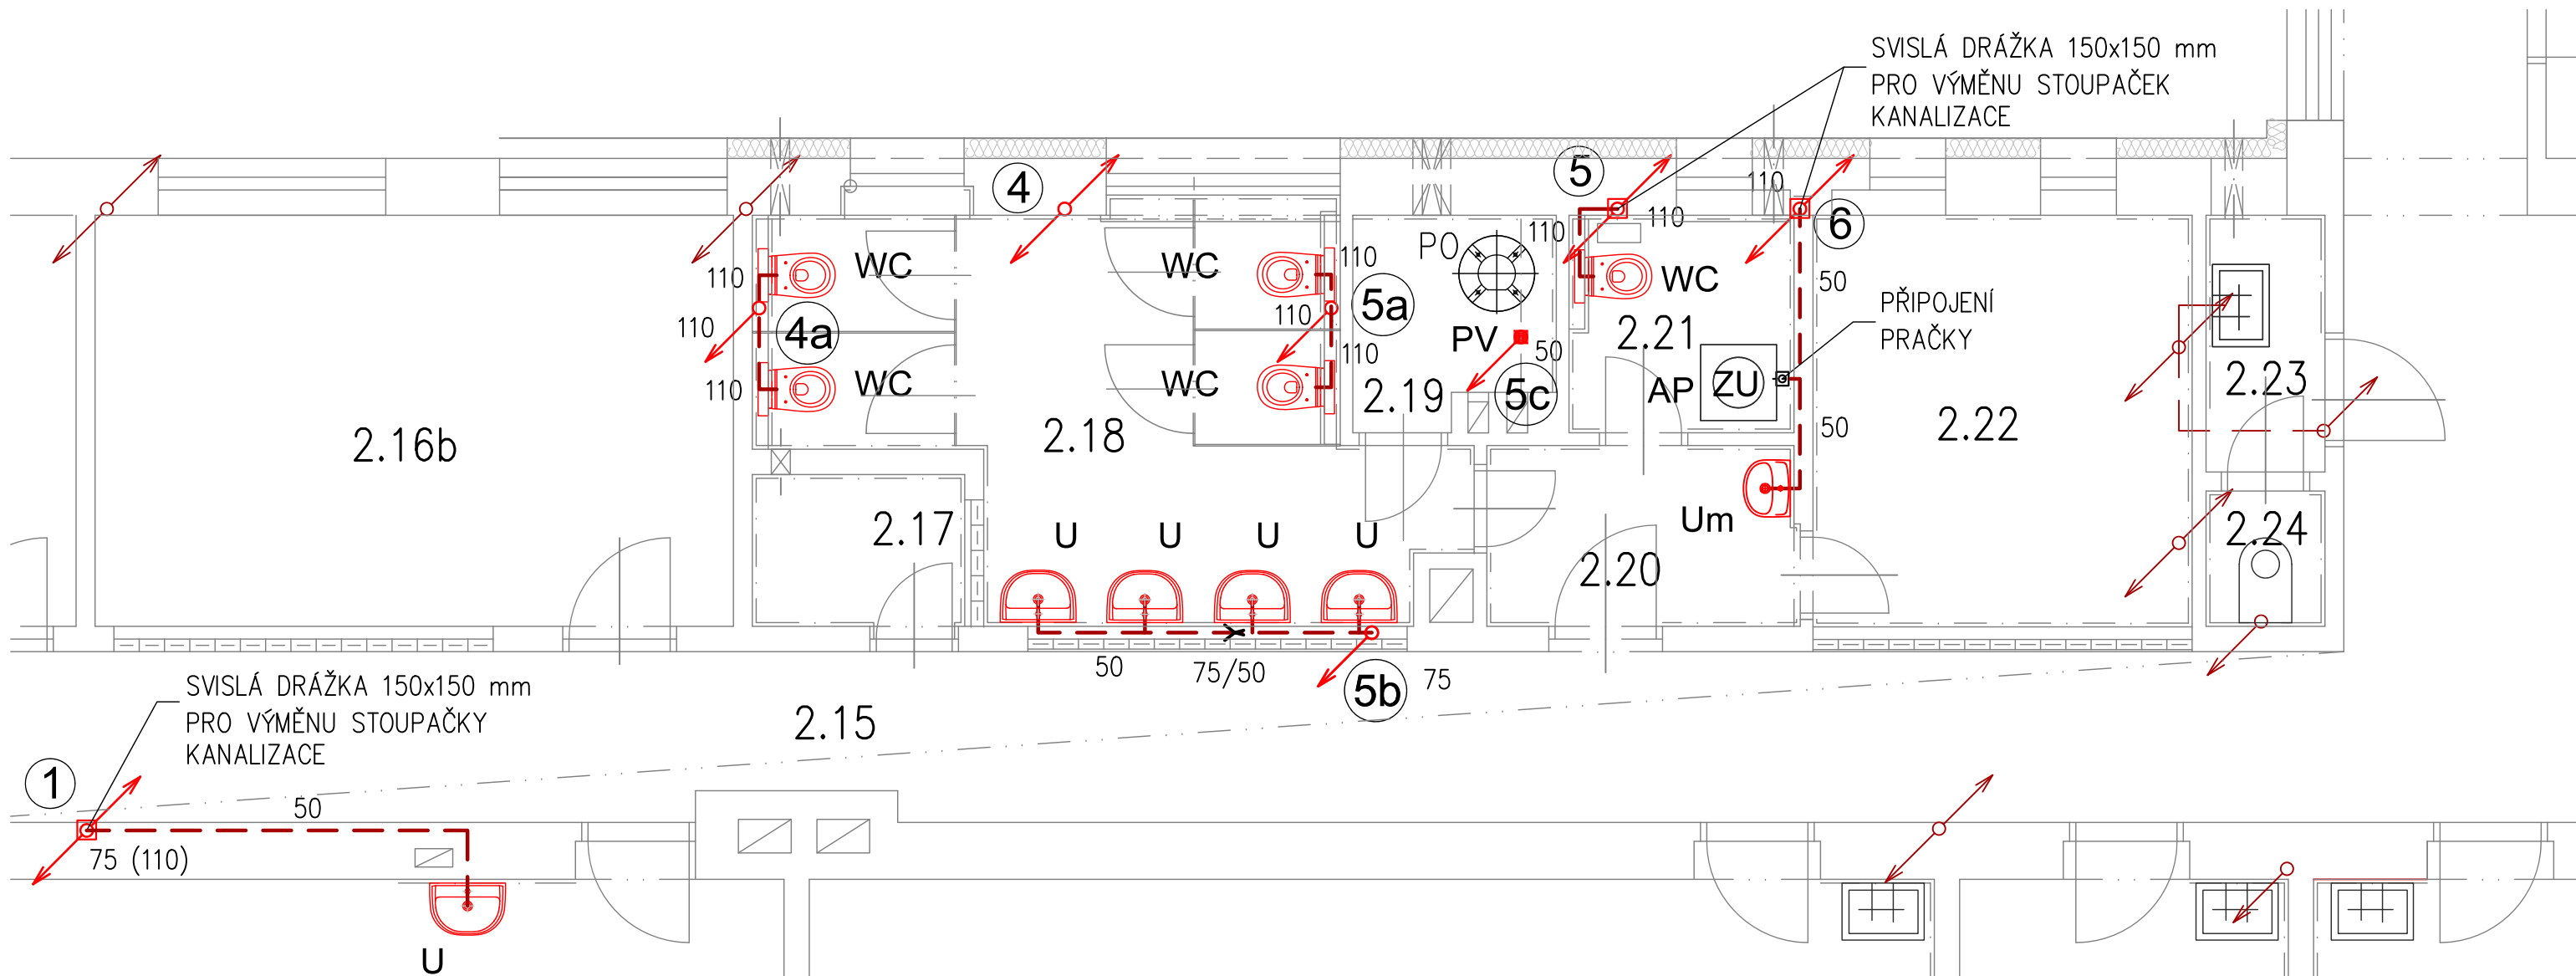 SVISLÁ DRÁŽKA 150x150 mm
PRO VÝMĚNU STOUPAČEK
KANALIZACE
4
5
110
6
110
110
WC
WC
110
110
PO
WC
50
110
4a
110
5a
PŘIPOJENÍ
PRAČKY
PV
50
2.21
110
WC
WC
110
2.19
5c
AP
ZU
2.23
2.16b
2.18
50
2.22
2.17
U
U
U
U
Um
2.24
2.20
50
75/50
5b
75
SVISLÁ DRÁŽKA 150x150 mm
PRO VÝMĚNU STOUPAČKY
KANALIZACE
2.15
1
50
75 (110)
U